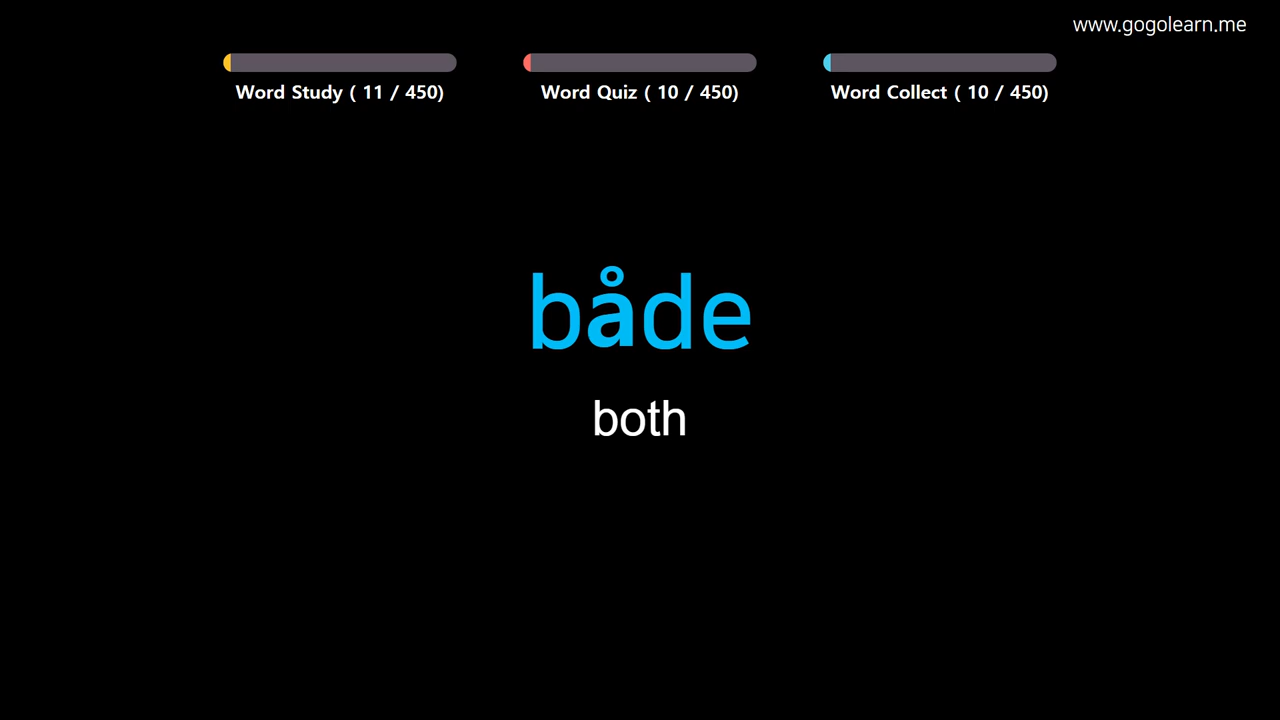 www.gogolearn.me
Word Study ( 11 / 450)
Word Quiz ( 10 / 450)
Word Collect ( 10 / 450)
både
both